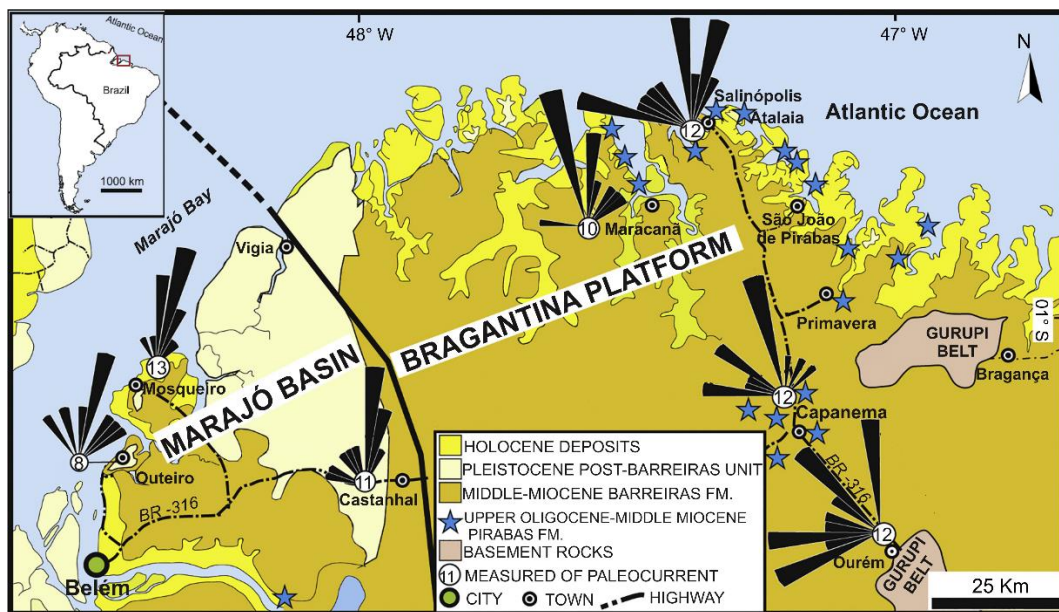 Atlantic Ocean
Brazil
1000 km
48° W
47° W
N
Salinópolis
Atalaia
Atlantic Ocean
12
Marajó Bay
Vigia
10
Maracanã
São João
de Pirabas
BRAGANTINA PLATFORM
MARAJÓ BASIN
Primavera
01° S
GURUPI
BELT
Bragança
13
Mosqueiro
12
Capanema
8
Outeiro
11
Castanhal
BR -316
BR -316
12
Ourém
GURUPI
BELT
Belém
HOLOCENE DEPOSITS
PLEISTOCENE POST-BARREIRAS UNIT
MIDDLE-MIOCENE BARREIRAS FM.
UPPER OLIGOCENE-MIDDLE MIOCENE
PIRABAS FM.
BASEMENT ROCKS
11 MEASURED OF PALEOCURRENT
CITY TOWN HIGHWAY
25 Km